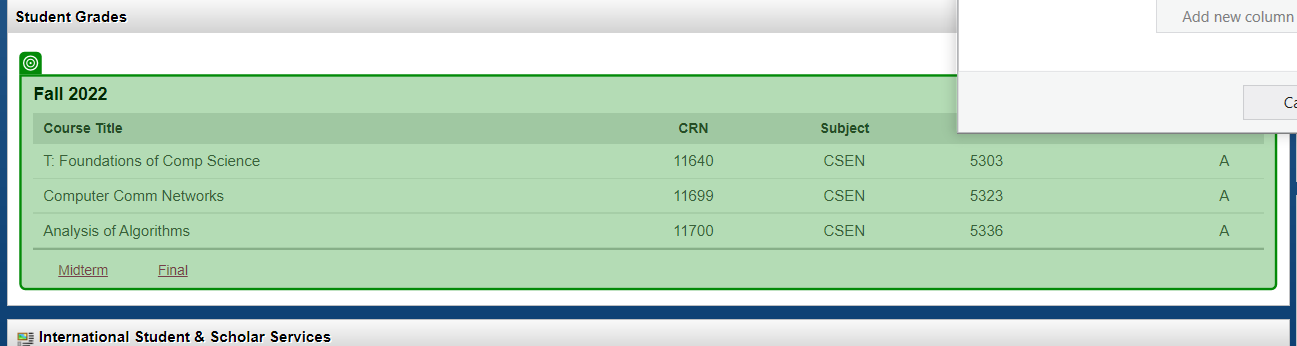 Student Grades
Add new column
Fall 2022
Course Title CRN Subject
T: Foundations of Comp Science 11640 CSEN 5303 A
Computer Comm Networks 11699 CSEN 5323 A
Analysis of Algorithms 11700 CSEN 5336 A
Midterm Final
International Student & Scholar Services